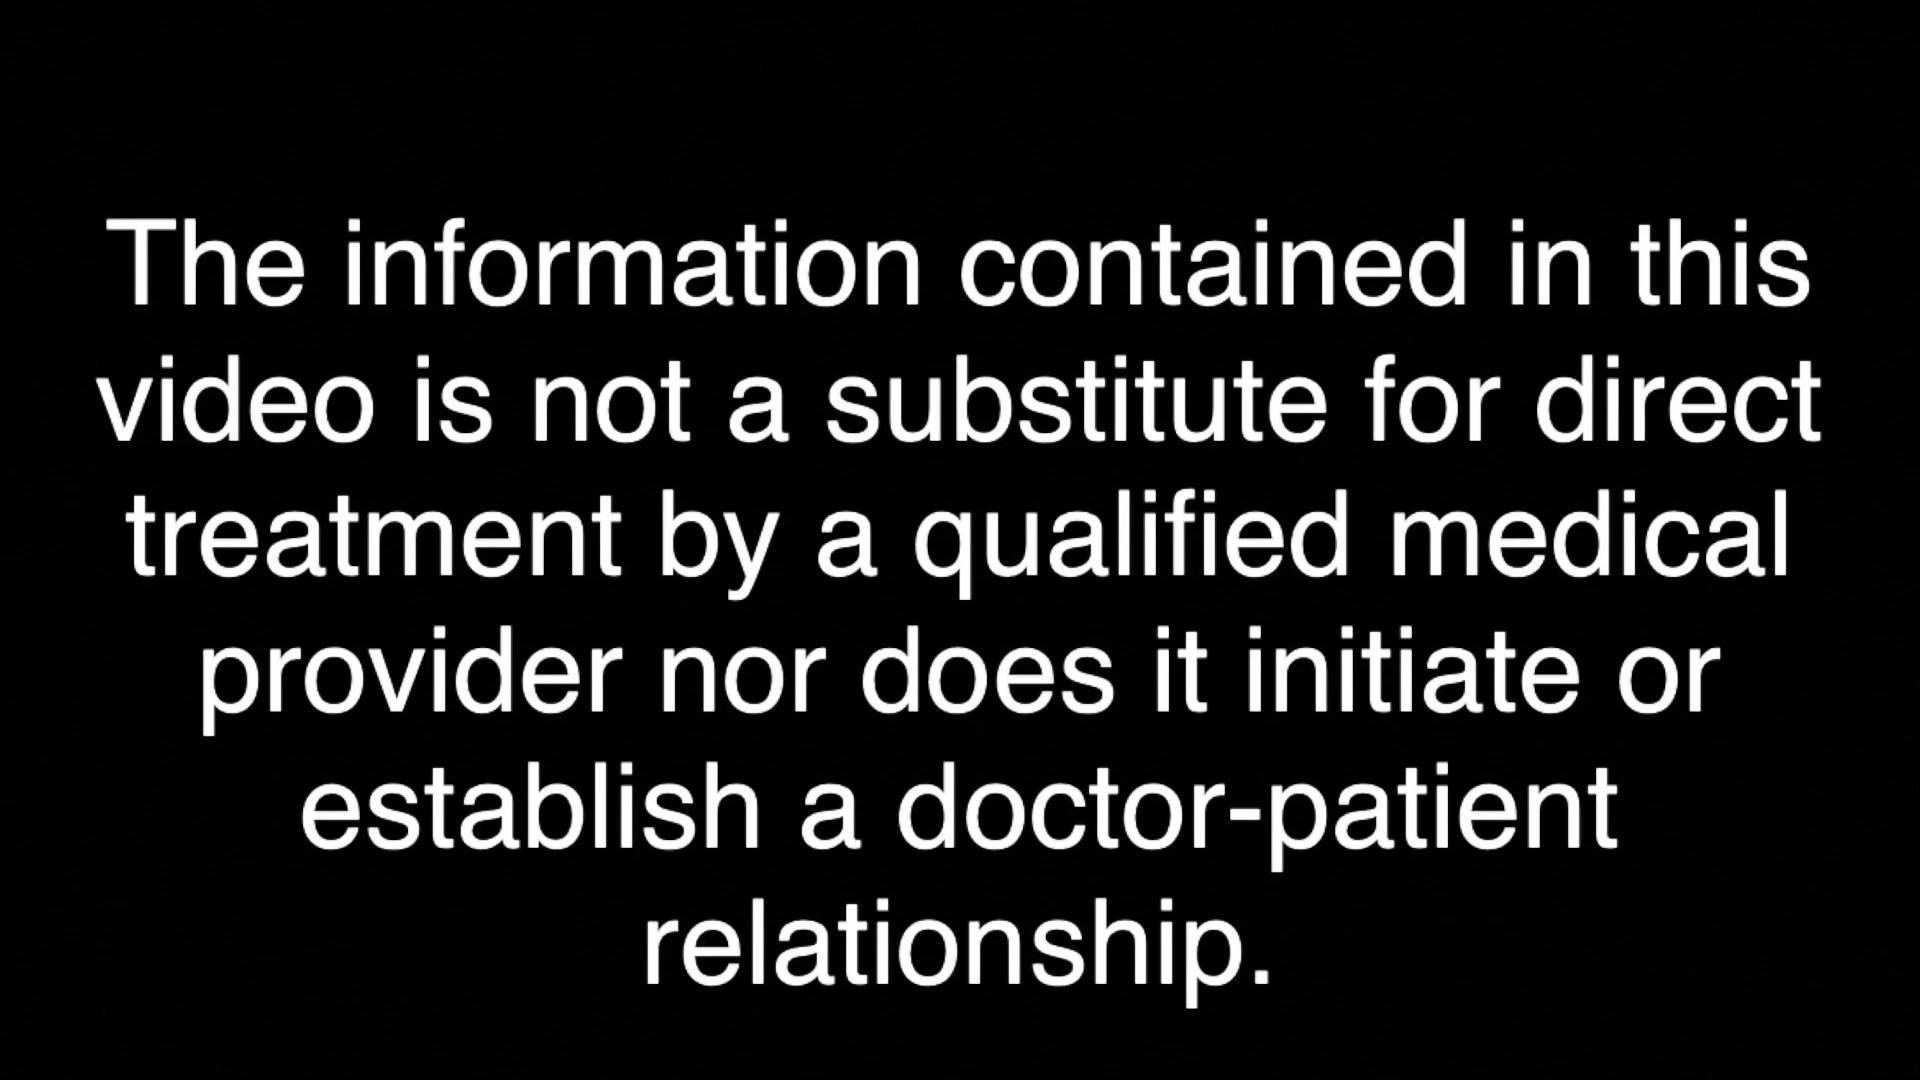 The information contained in this
video is not a substitute for direct
treatment by a qualified medical
provider nor does it initiate or
establish a doctor-patient
relationship.